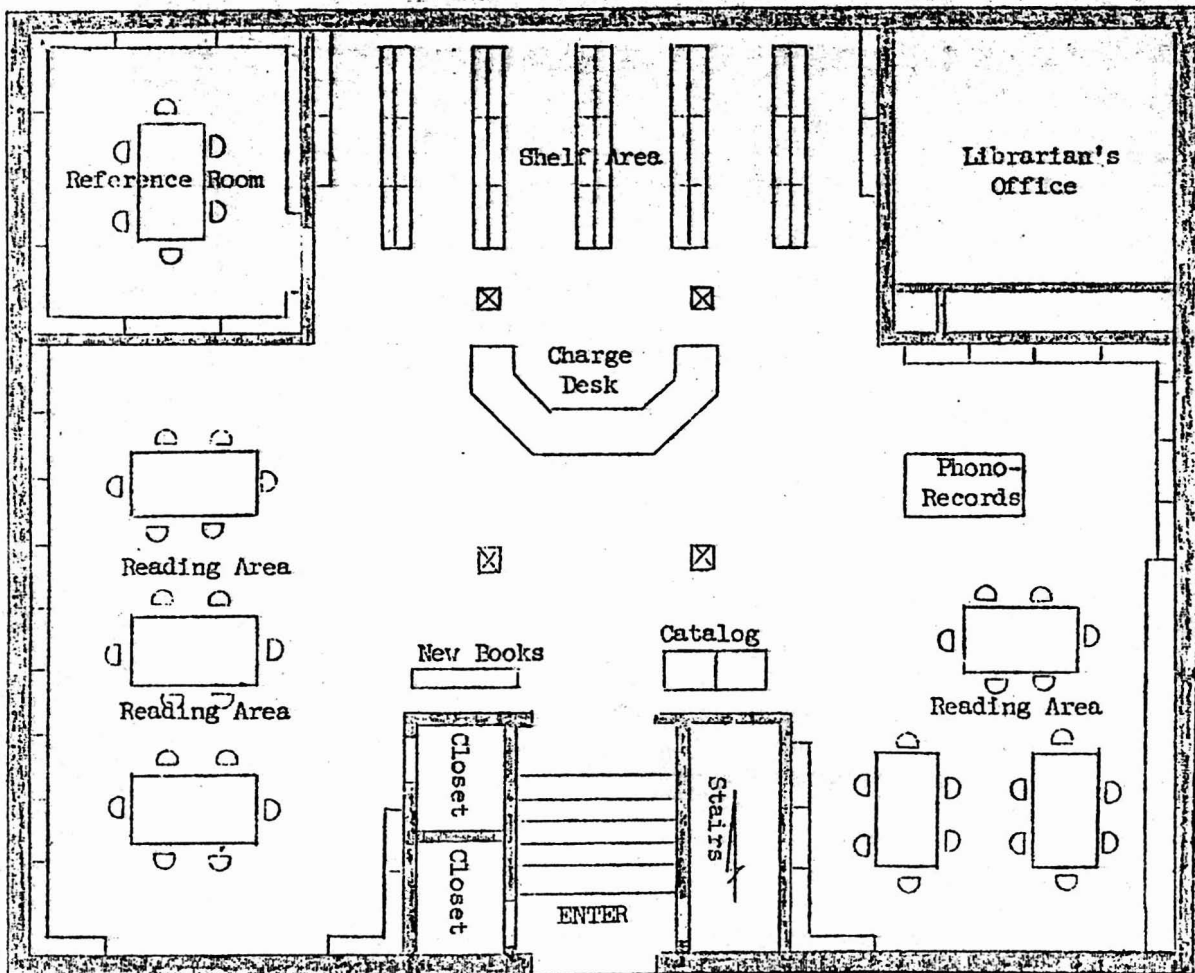 Reference Room
Shelf Area
Librarian's
Office
Charge
Desk
Phono-
Records
Reading Area
New Books
Catalog
Reading Area
Reading Area
Closet
Closet
Stairs
ENTER